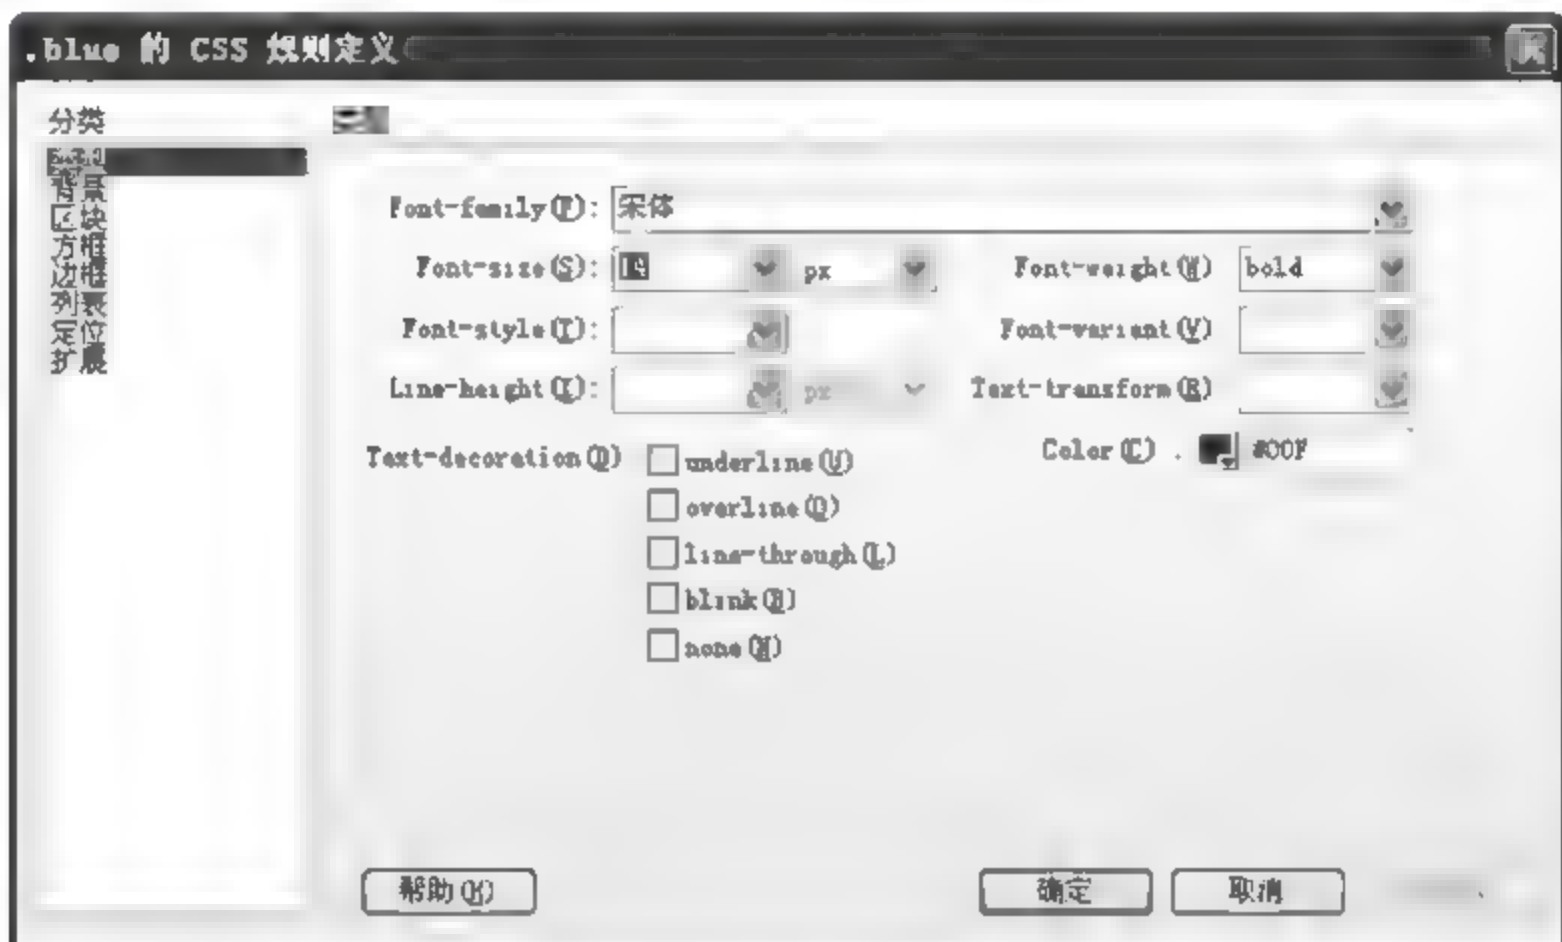 .blue 的 CSS 规则定义
分类
背景
区块
方框
边框
列表
定位
扩展
Font-family(F): 宋体
Font-size(S): 14 px Font-weight(W) bold
Font-style(T): Font-variant(V)
Line-height(I): px Text-transform(R)
Text-decoration(D) underline(U) Color(C) . #00F
overline(O)
line-through(L)
blink(B)
none(N)
帮助(H) 确定 取消